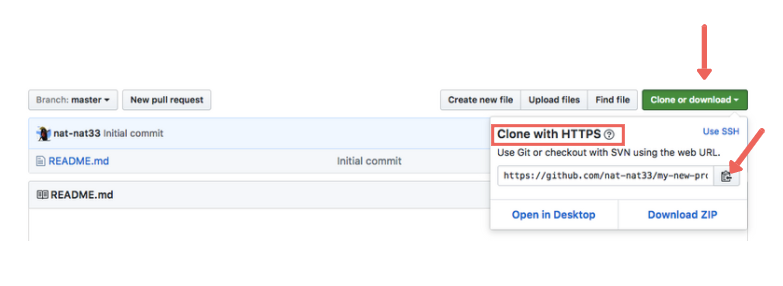 Branch: master
New pull request
Create new file
Upload files
Find file
Clone or download
nat-nat33 Initial commit
Clone with HTTPS
Use SSH
Use Git or checkout with SVN using the web URL.
README.md
Initial commit
https://github.com/nat-nat33/my-new-pro
README.md
Open in Desktop
Download ZIP